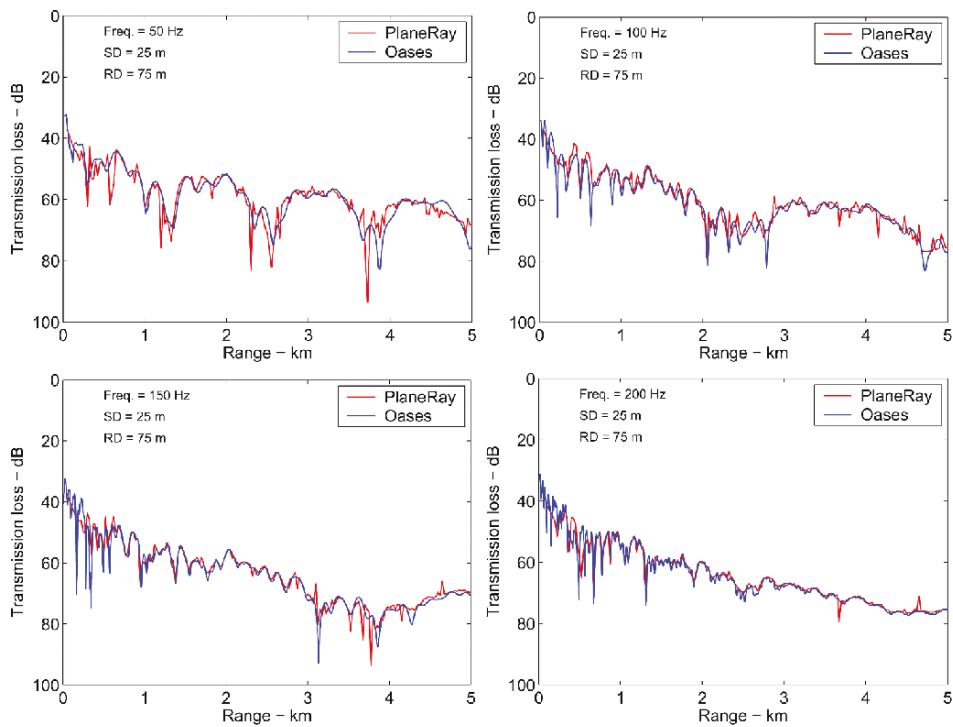 Freq. = 50 Hz
SD = 25 m
RD = 75 m
PlaneRay
Oases
Transmission loss – dB
0
20
40
60
80
100
0 1 2 3 4 5
Range – km
Freq. = 100 Hz
SD = 25 m
RD = 75 m
PlaneRay
Oases
Transmission loss – dB
0
20
40
60
80
100
0 1 2 3 4 5
Range – km
Freq. = 150 Hz
SD = 25 m
RD = 75 m
PlaneRay
Oases
Transmission loss – dB
0
20
40
60
80
100
0 1 2 3 4 5
Range – km
Freq. = 200 Hz
SD = 25 m
RD = 75 m
PlaneRay
Oases
Transmission loss – dB
0
20
40
60
80
100
0 1 2 3 4 5
Range – km